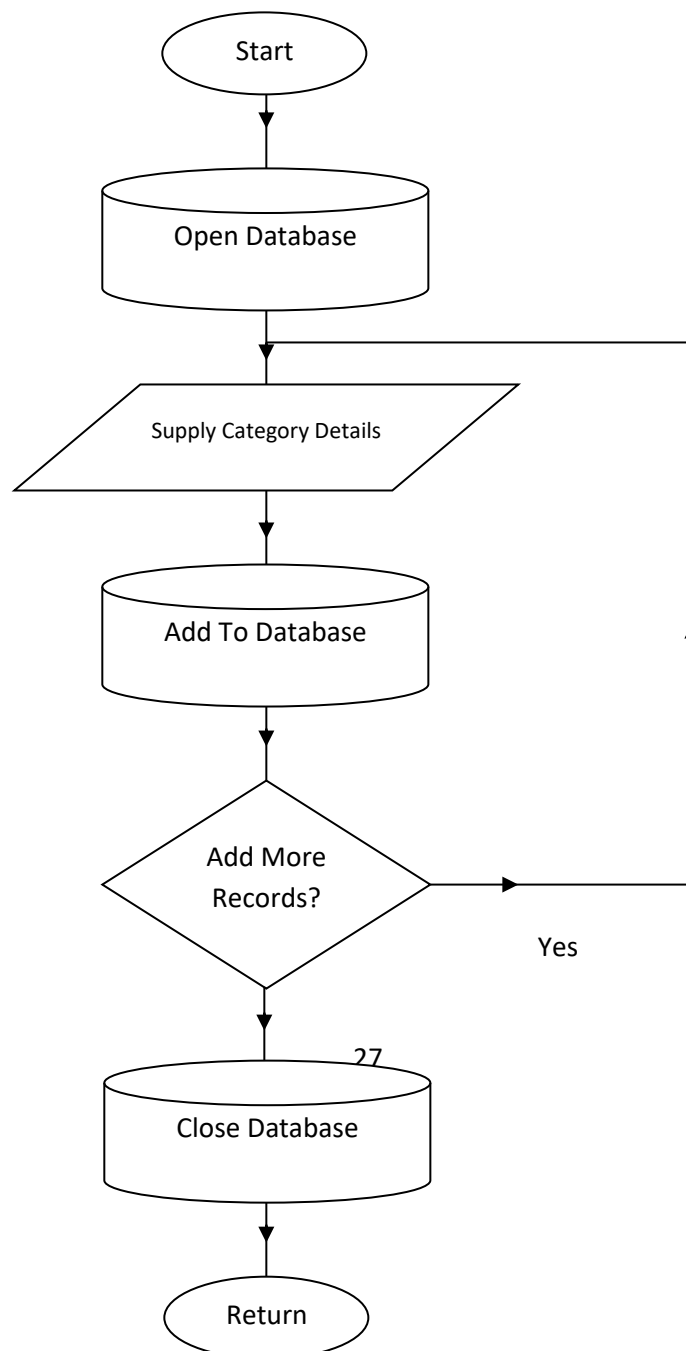 Start
Open Database
Supply Category Details
Add To Database
Add More
Records?
Yes
27
Close Database
Return